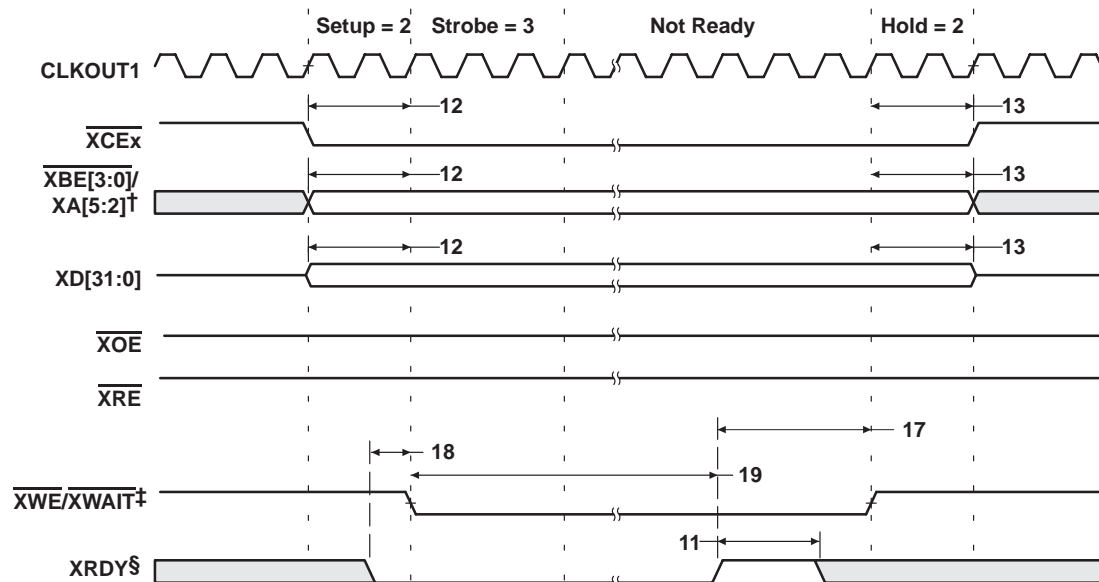 Setup = 2 Strobe = 3 Not Ready Hold = 2
CLKOUT1
12 13
XCEx
XBE[3:0]/
12 13
XA[5:2]†
12 13
XD[31:0]
XOE
XRE
17
18
19
XWE/XWAIT‡
11
XRDY§